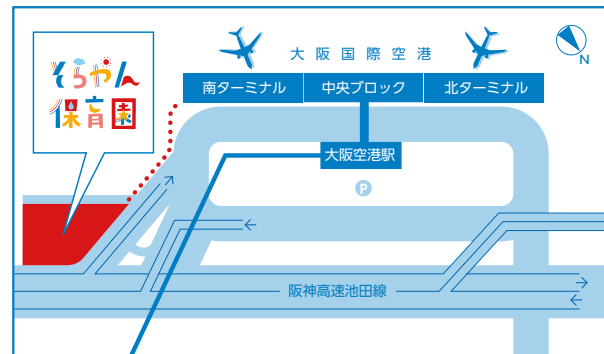 そらやん
保育園
大阪国際空港
N
南ターミナル
中央ブロック
北ターミナル
大阪空港駅
P
阪神高速池田線